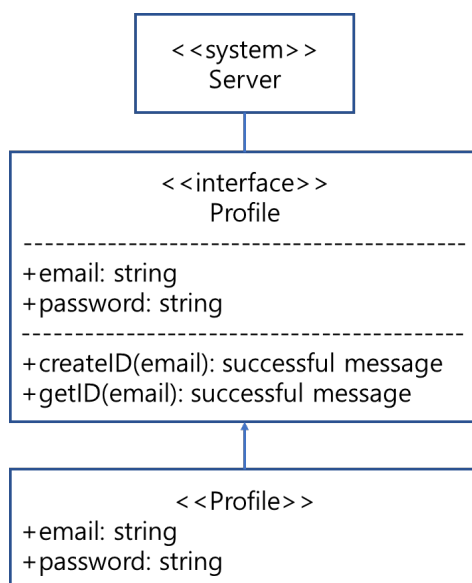 <<system>>
Server
<<interface>>
Profile
+email: string
+password: string
+createID(email): successful message
+getID(email): successful message
<<Profile>>
+email: string
+password: string